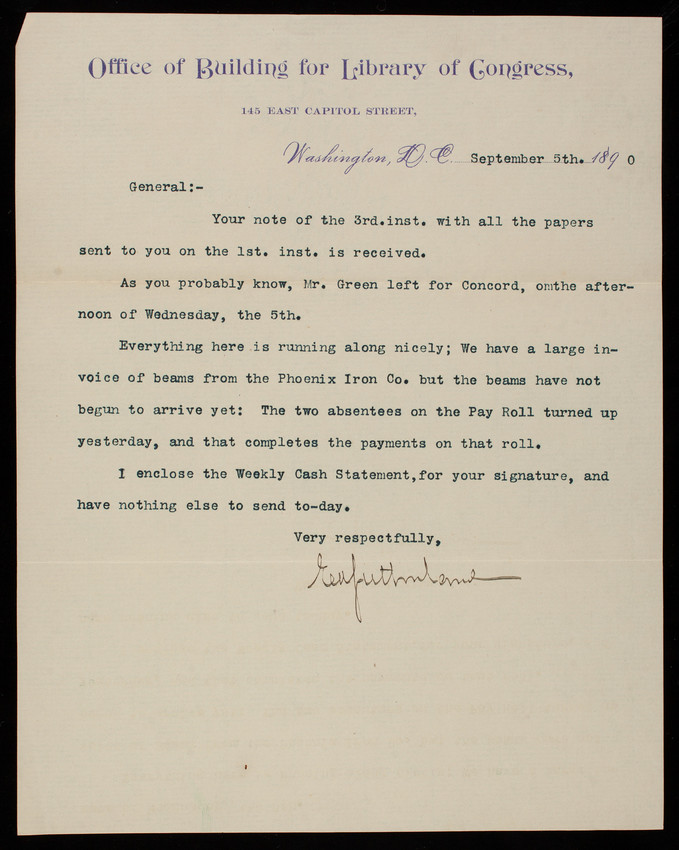 Office of Building for Library of Congress,
145 EAST CAPITOL STREET,
Washington, D.C. September 5th. 1890
General:-
Your note of the 3rd.inst. with all the papers
sent to you on the 1st. inst. is received.
As you probably know, Mr. Green left for Concord, onthe after-
noon of Wednesday, the 5th.
Everything here is running along nicely; We have a large in-
voice of beams from the Phoenix Iron Co. but the beams have not
begun to arrive yet: The two absentees on the Pay Roll turned up
yesterday, and that completes the payments on that roll.
I enclose the Weekly Cash Statement,for your signature, and
have nothing else to send to-day.
Very respectfully,